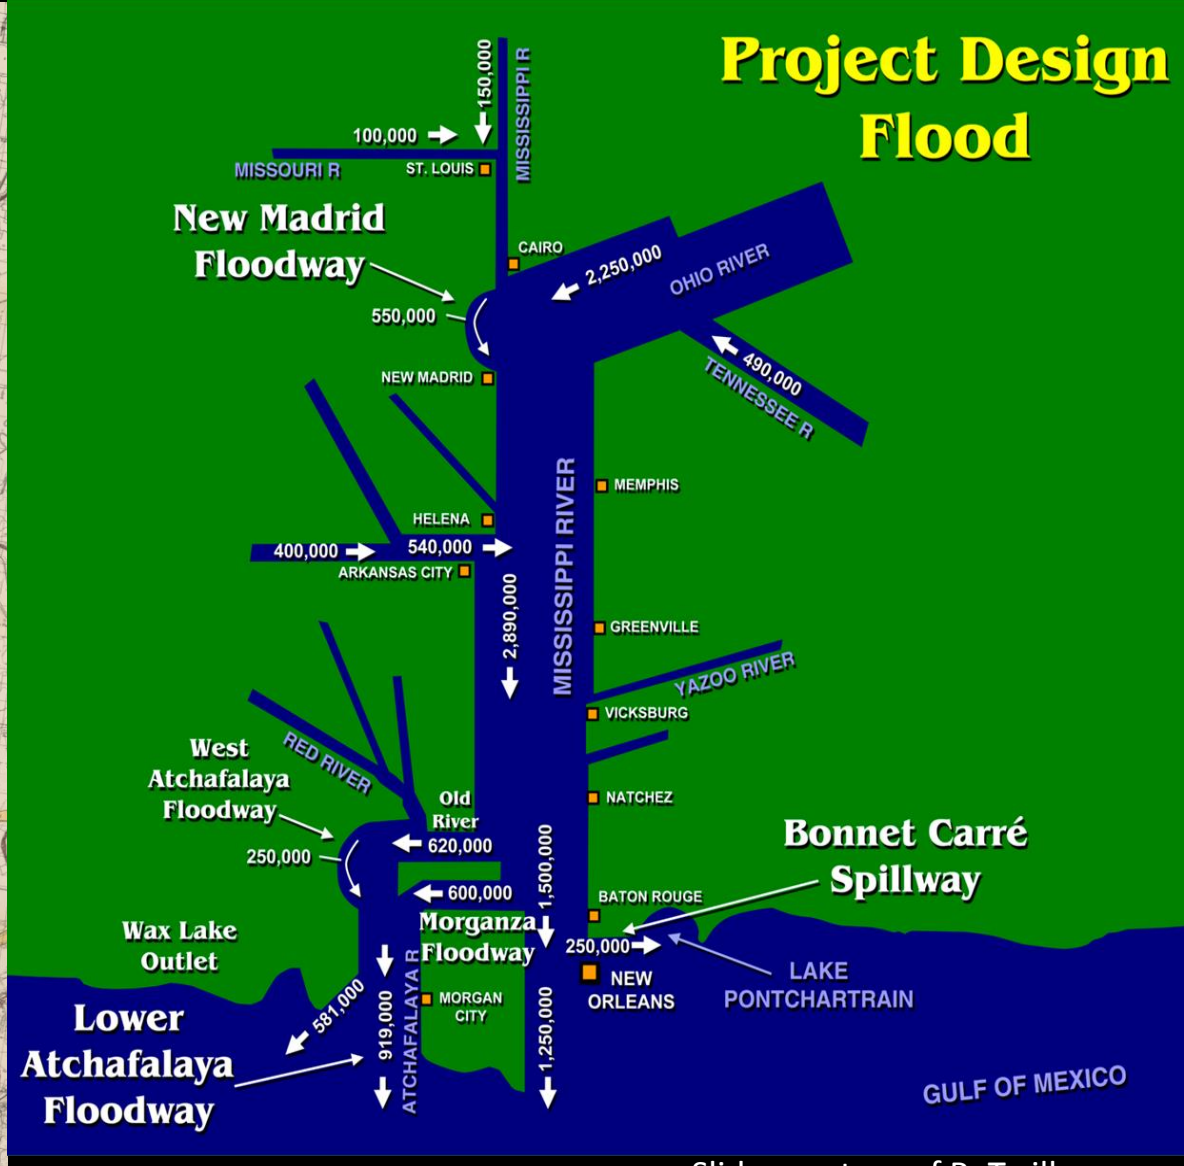 Project Design
Flood
150,000
MISSISSIPPI R
100,000
MISSOURI R
ST. LOUIS
New Madrid
Floodway
CAIRO
2,250,000
OHIO RIVER
550,000
490,000
TENNESSEE R
NEW MADRID
MISSISSIPPI RIVER
MEMPHIS
HELENA
400,000
540,000
ARKANSAS CITY
2,890,000
GREENVILLE
YAZOO RIVER
VICKSBURG
RED RIVER
West
Atchafalaya
Floodway
NATCHEZ
Old
River
620,000
250,000
1,500,000
Bonnet Carré
Spillway
600,000
BATON ROUGE
Morganza
Floodway
250,000
Wax Lake
Outlet
NEW
ORLEANS
LAKE
PONTCHARTRAIN
MORGAN
CITY
581,000
919,000
ATCHAFALAYA R
1,250,000
Lower
Atchafalaya
Floodway
GULF OF MEXICO